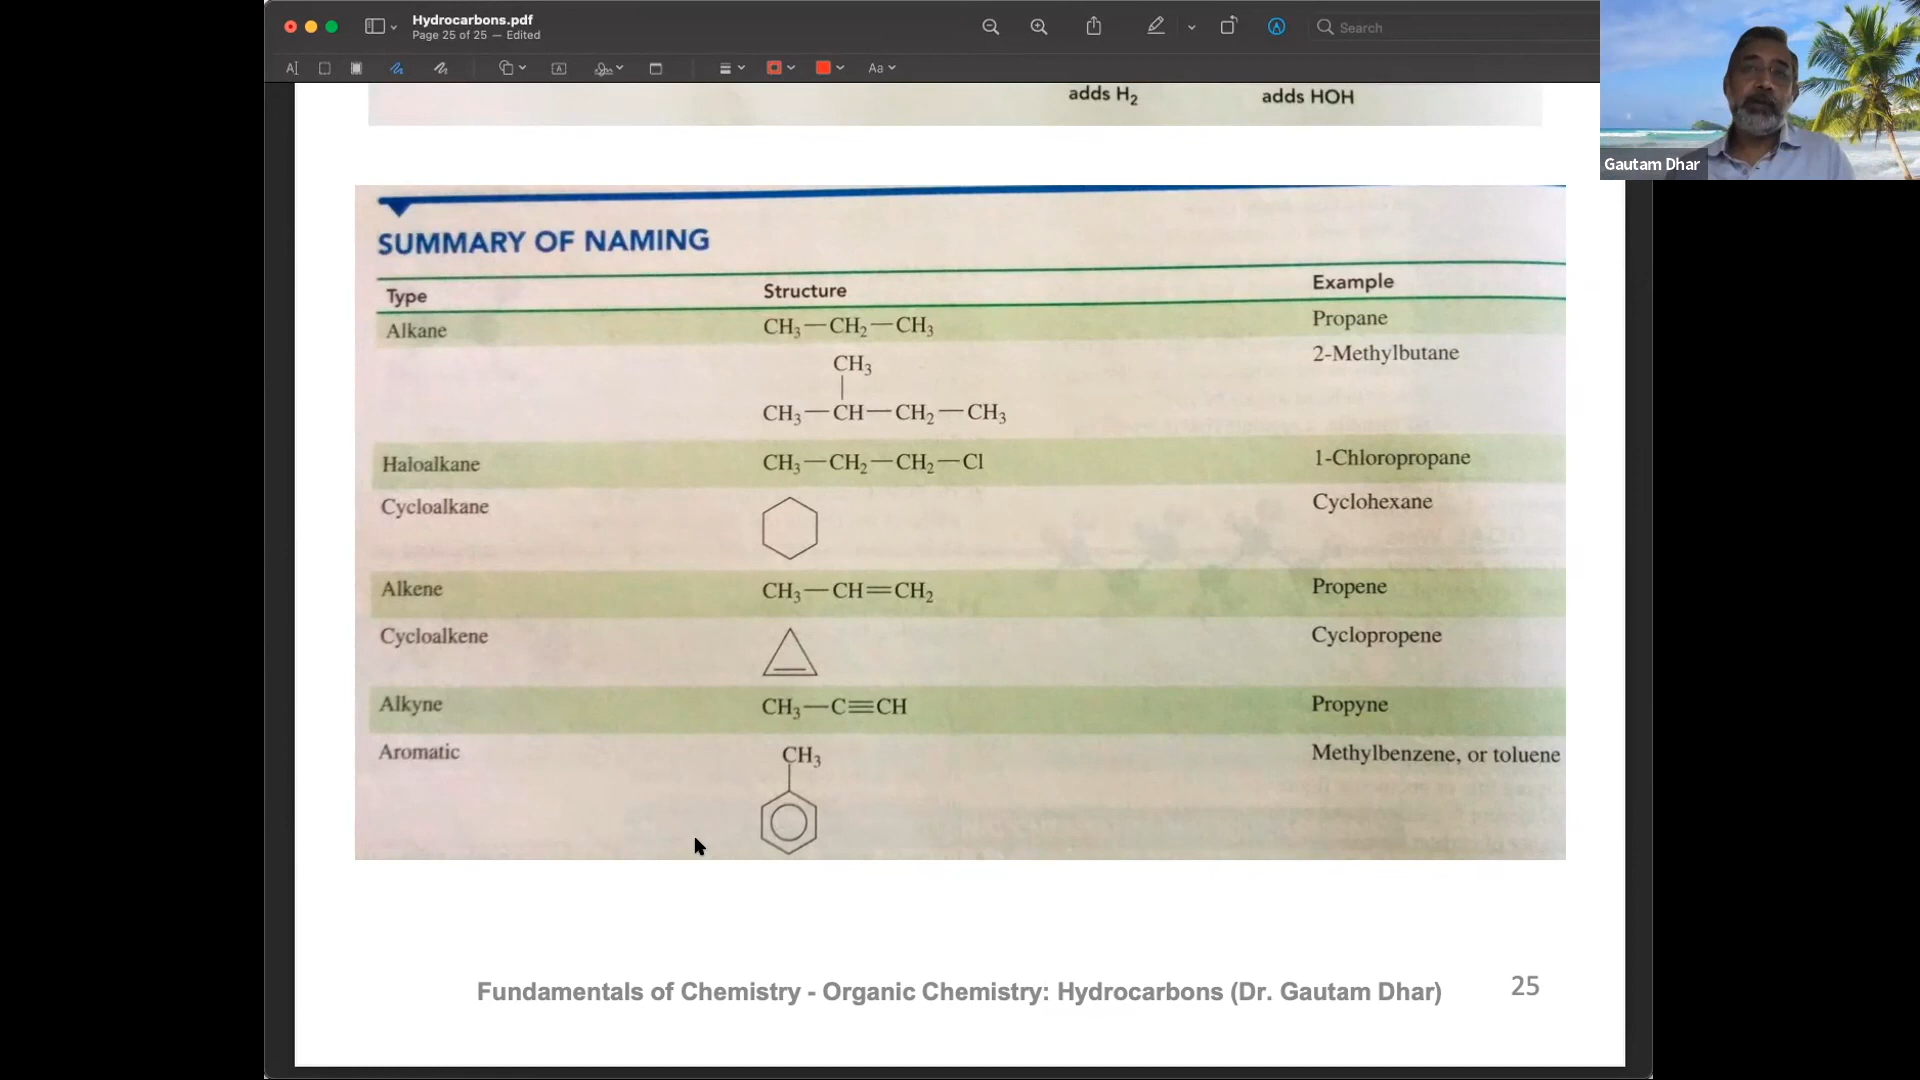 Hydrocarbons.pdf
Page 25 of 25 — Edited
Search
Aa
Gautam Dhar
adds H₂ adds HOH
SUMMARY OF NAMING
Type Structure Example
Alkane CH₃—CH₂—CH₃ Propane
CH₃ 2-Methylbutane
|
CH₃—CH—CH₂—CH₃
Haloalkane CH₃—CH₂—CH₂—Cl 1-Chloropropane
Cycloalkane Cyclohexane
Alkene CH₃—CH=CH₂ Propene
Cycloalkene Cyclopropene
Alkyne CH₃—C≡CH Propyne
Aromatic CH₃ Methylbenzene, or toluene
Fundamentals of Chemistry - Organic Chemistry: Hydrocarbons (Dr. Gautam Dhar) 25